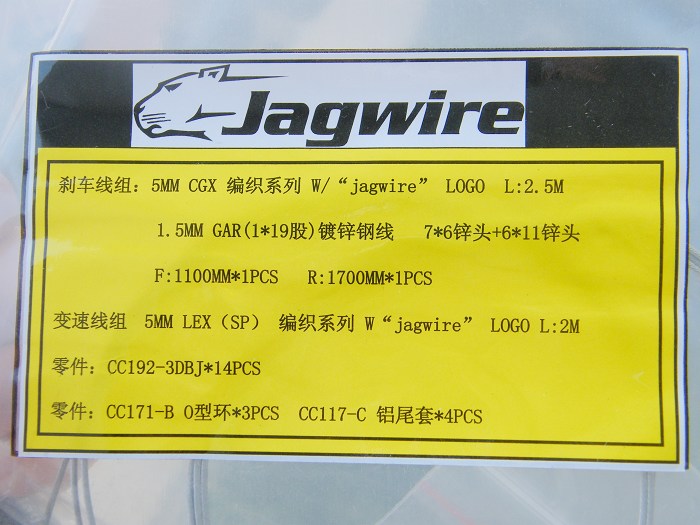 Jagwire
刹车线组: 5MM CGX 编织系列 W/“jagwire” LOGO L:2.5M
1.5MM GAR(1*19股)镀锌钢线 7*6锌头+6*11锌头
F:1100MM*1PCS R:1700MM*1PCS
变速线组 5MM LEX（SP） 编织系列 W“jagwire” LOGO L:2M
零件: CC192-3DBJ*14PCS
零件: CC171-B O型环*3PCS CC117-C 铝尾套*4PCS